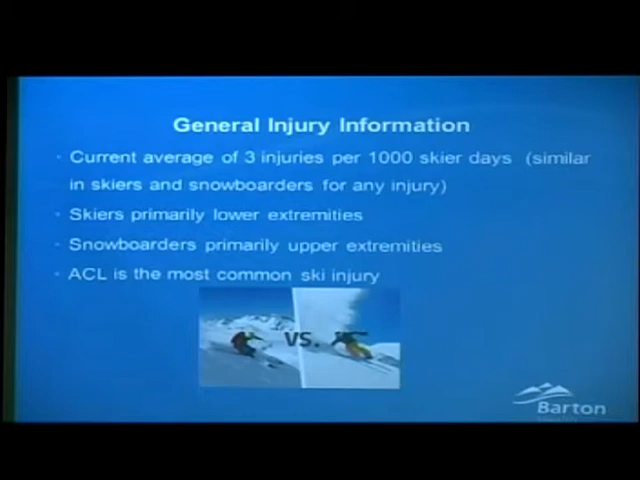 General Injury Information
· Current average of 3 injuries per 1000 skier days (similar
in skiers and snowboarders for any injury)
· Skiers primarily lower extremities
· Snowboarders primarily upper extremities
· ACL is the most common ski injury
VS.
Barton